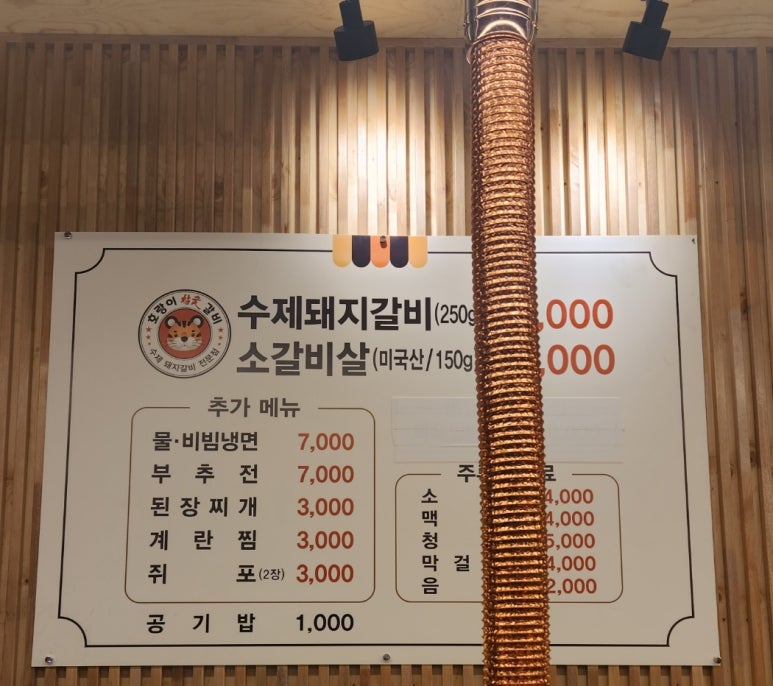 호랑이 갈비
수제 돼지갈비 전문점
수제돼지갈비(250g ,000
소갈비살(미국산/150g ,000
추가 메뉴
물·비빔냉면 7,000
부추전 7,000
된장찌개 3,000
계란찜 3,000
쥐포(2장) 3,000
공기밥 1,000
주 료
소 4,000
맥 4,000
청 5,000
막걸 4,000
음 2,000